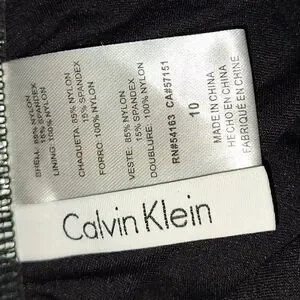 SHELL: 85% NYLON
15% SPANDEX
LINING: 100% NYLON
CHAQUETA: 85% NYLON
15% SPANDEX
FORRO: 100% NYLON
VESTE: 85% NYLON
15% SPANDEX
DOUBLURE: 100% NYLON
RN#54163 CA#57151
10
MADE IN CHINA
HECHO EN CHINA
FABRIQUÉ EN CHINE
Calvin Klein